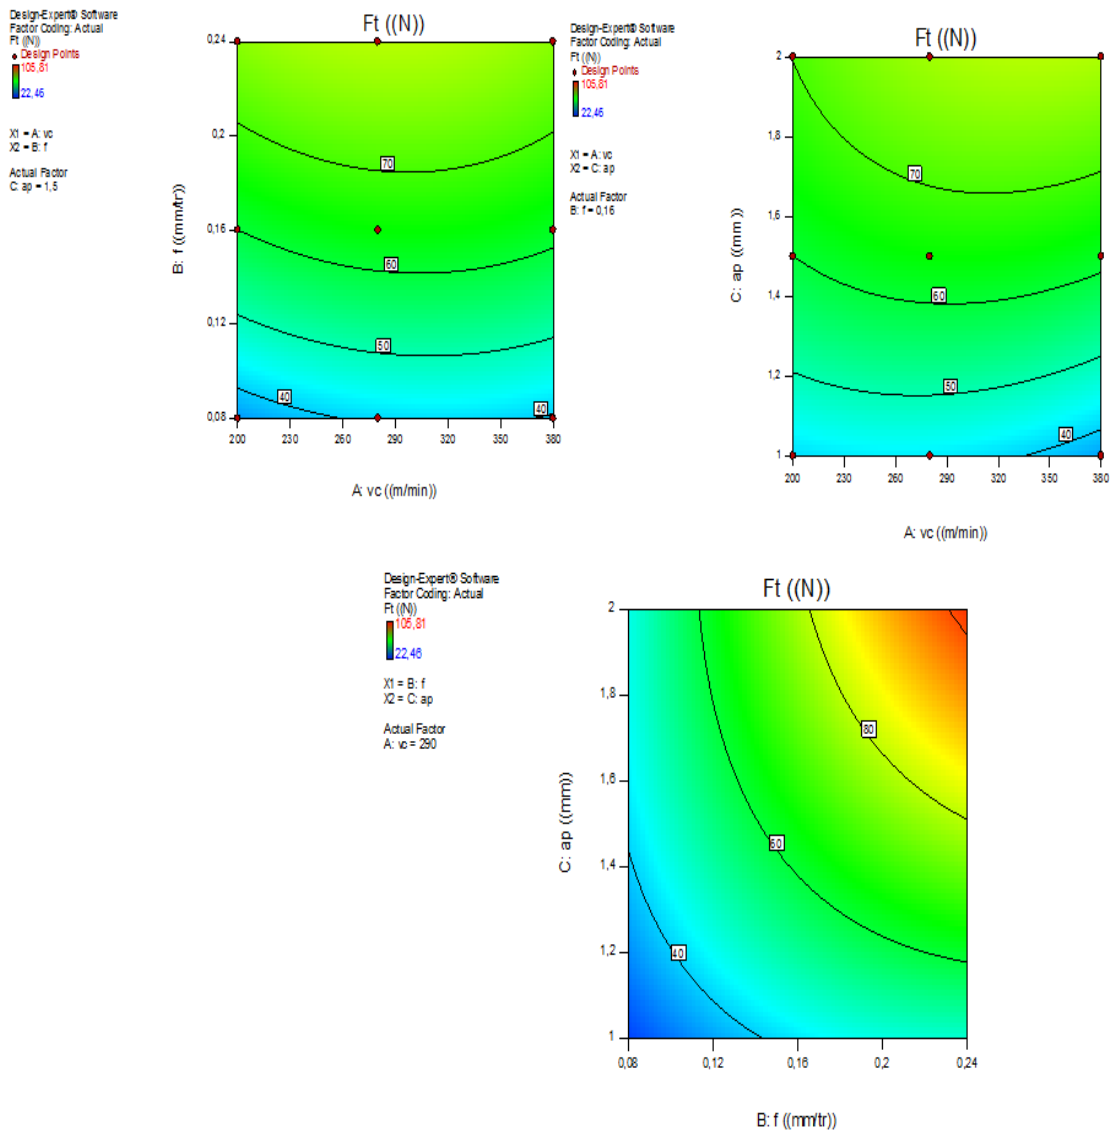 Design-Expert® Software
Factor Coding: Actual
Ft ((N))
Design Points
105,81
22,46
X1 = A: vc
X2 = B: f
Actual Factor
C: ap = 1,5
Ft ((N))
0,24
0,2
0,16
0,12
0,08
B: f ((mm/tr))
70
60
50
40
40
200 230 260 290 320 350 380
A: vc ((m/min))
Design-Expert® Software
Factor Coding: Actual
Ft ((N))
Design Points
105,81
22,46
X1 = A: vc
X2 = C: ap
Actual Factor
B: f = 0,16
Ft ((N))
2
1,8
1,6
1,4
1,2
1
C: ap ((mm ))
70
60
50
40
200 230 260 290 320 350 380
A: vc ((m/min))
Design-Expert® Software
Factor Coding: Actual
Ft ((N))
105,81
22,46
X1 = B: f
X2 = C: ap
Actual Factor
A: vc = 290
Ft ((N))
2
1,8
1,6
1,4
1,2
1
C: ap ((mm))
80
60
40
0,08 0,12 0,16 0,2 0,24
B: f ((mm/tr))